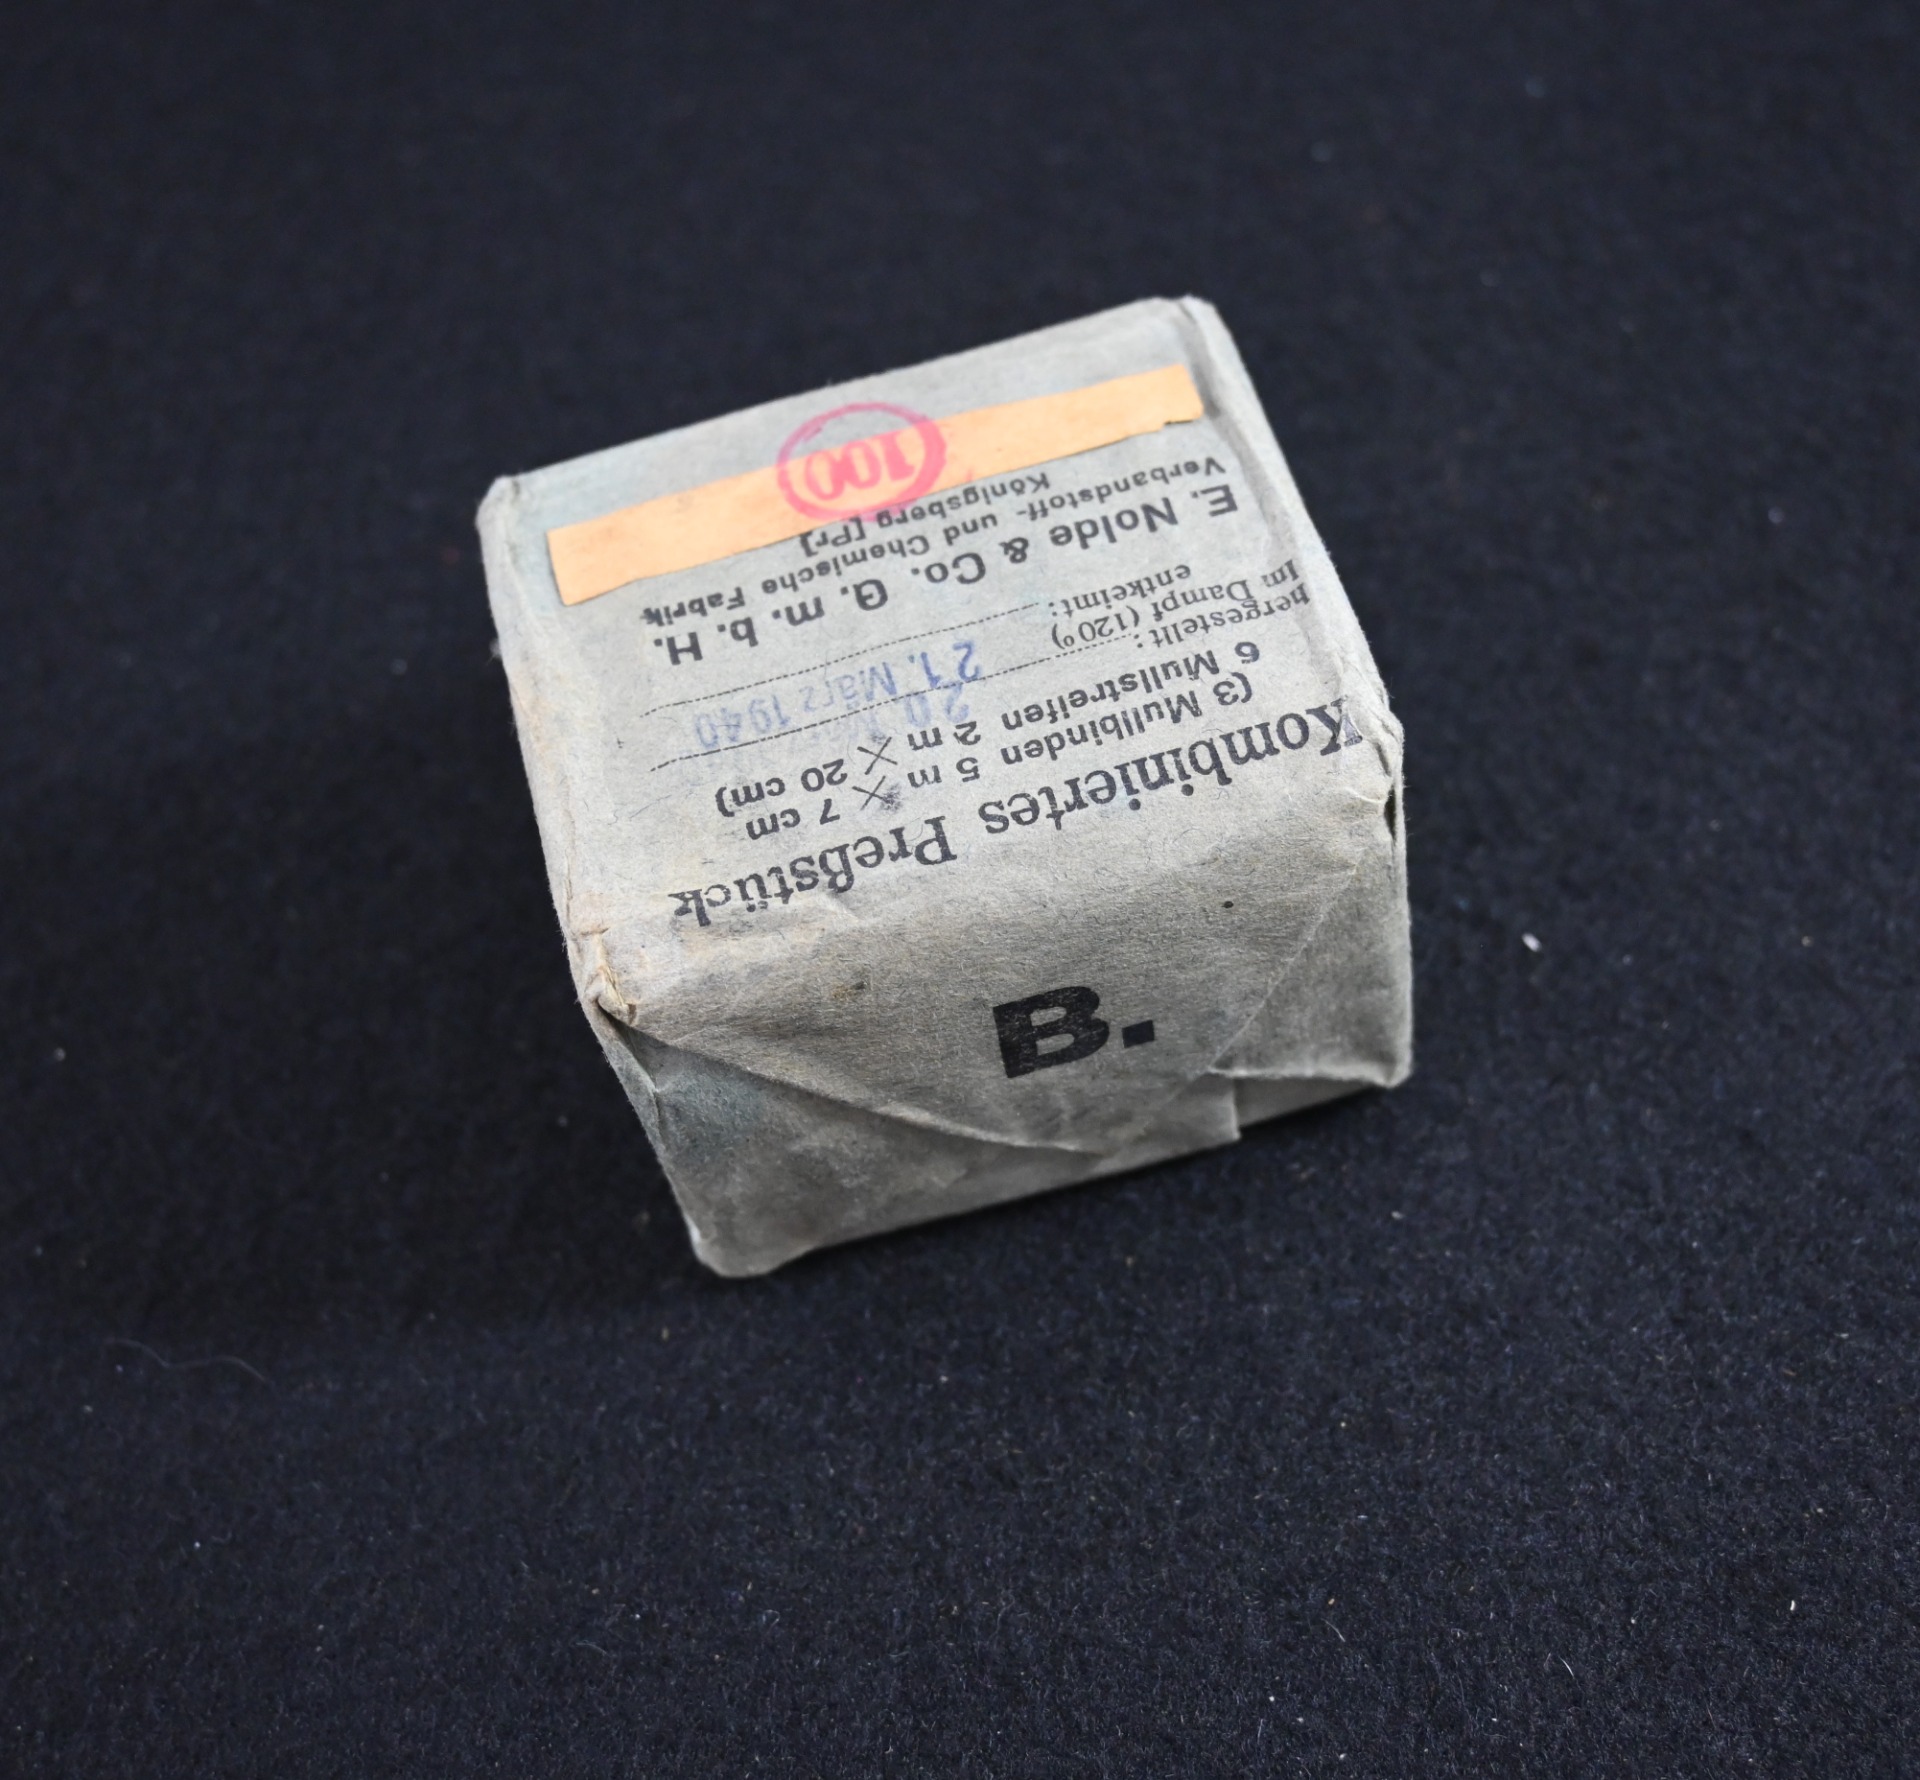 B.
Kombiniertes Preßstück
(3 Mullbinden 5 m × 7 cm
6 Mullstreifen 2 m × 20 cm)
hergestellt: 20. März 1940
Im Dampf (120°)
entkeimt: 21. März 1940
E. Nolde & Co. G. m. b. H.
Verbandstoff- und Chemische Fabrik
Königsberg [Pr]
100